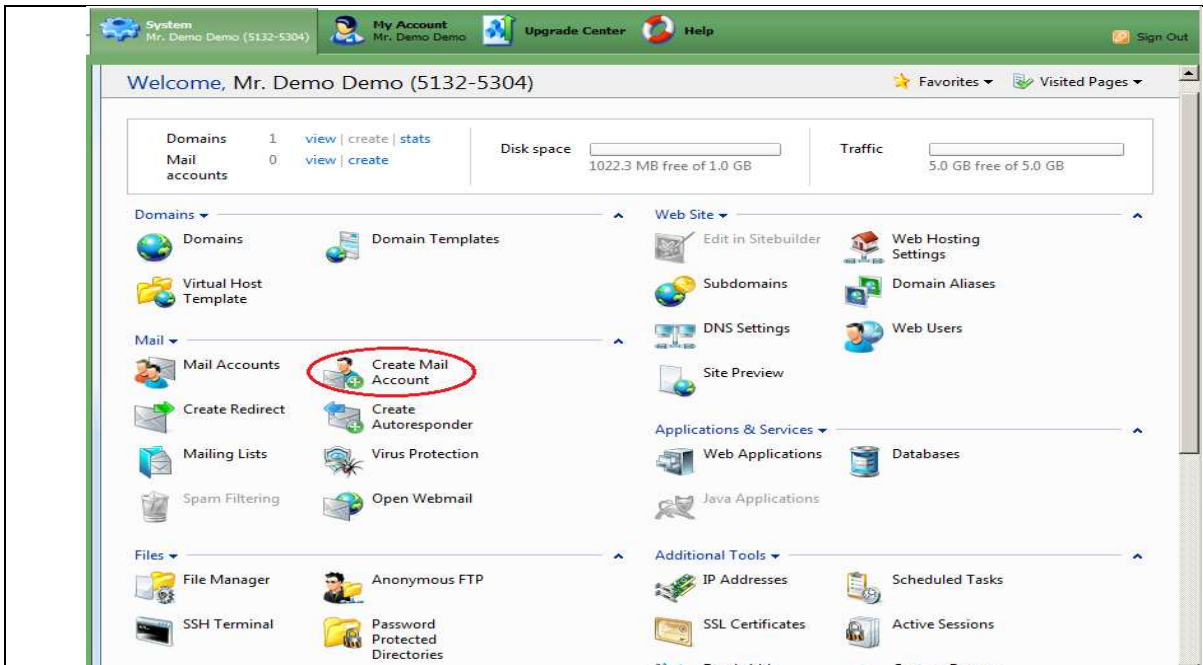 System
Mr. Demo Demo (5132-5304)
My Account
Mr. Demo Demo
Upgrade Center
Help
Sign Out
Welcome, Mr. Demo Demo (5132-5304)
Favorites
Visited Pages
Domains 1 view | create | stats
Mail accounts 0 view | create
Disk space
1022.3 MB free of 1.0 GB
Traffic
5.0 GB free of 5.0 GB
Domains
Domains
Domain Templates
Virtual Host
Template
Mail
Mail Accounts
Create Mail
Account
Create Redirect
Create
Autoresponder
Mailing Lists
Virus Protection
Spam Filtering
Open Webmail
Files
File Manager
Anonymous FTP
SSH Terminal
Password
Protected
Directories
Web Site
Edit in Sitebuilder
Web Hosting
Settings
Subdomains
Domain Aliases
DNS Settings
Web Users
Site Preview
Applications & Services
Web Applications
Databases
Java Applications
Additional Tools
IP Addresses
Scheduled Tasks
SSL Certificates
Active Sessions